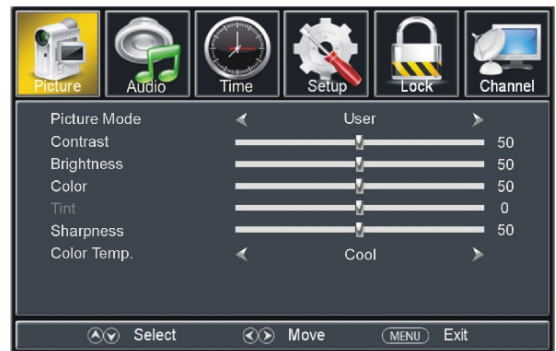 Picture Audio Time Setup Lock Channel
Picture Mode User
Contrast 50
Brightness 50
Color 50
Tint 0
Sharpness 50
Color Temp. Cool
Select Move MENU Exit